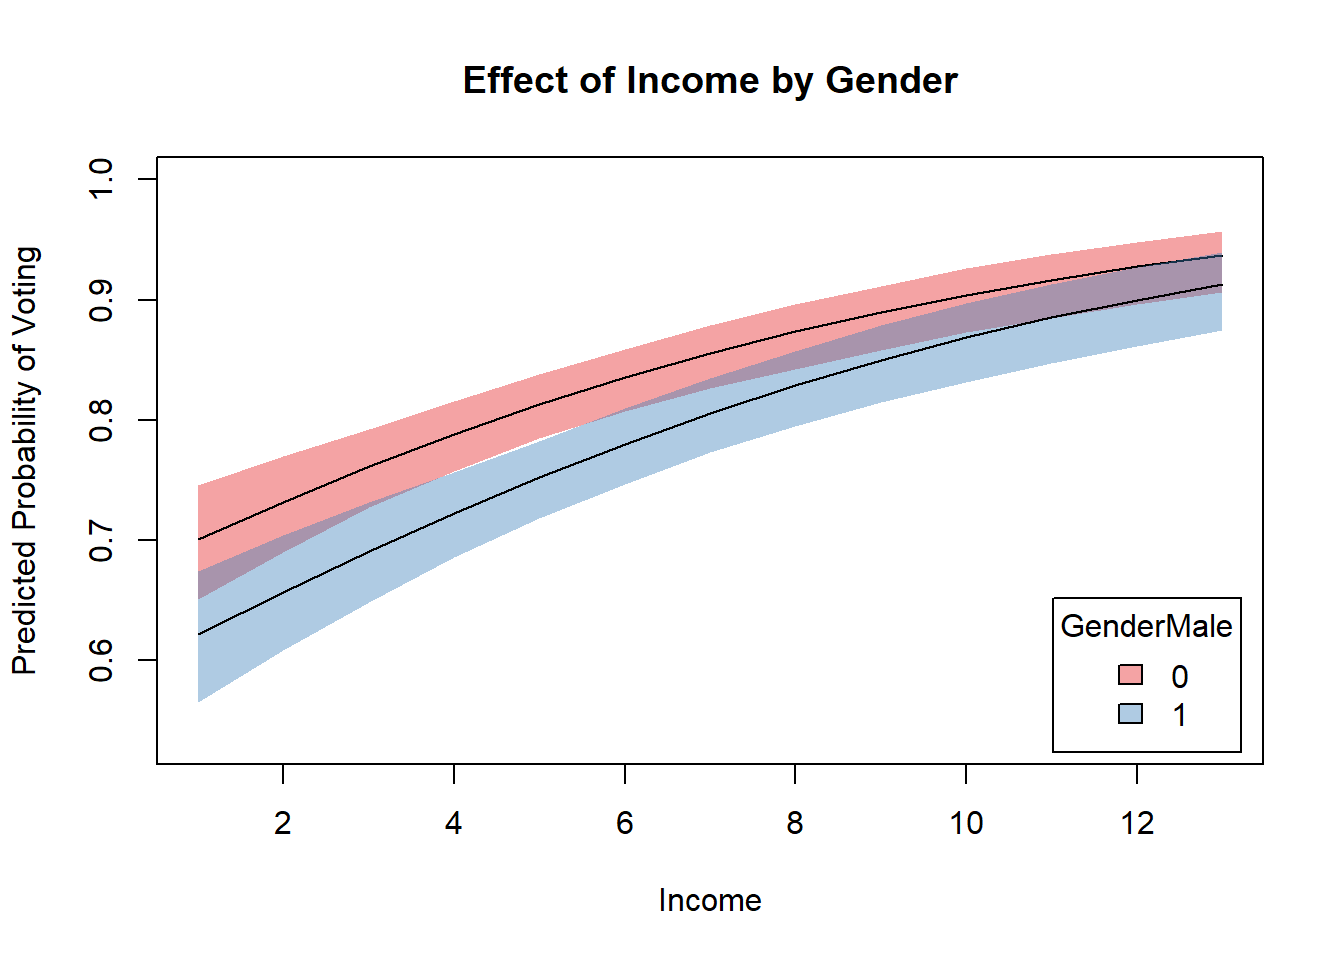 Effect of Income by Gender
Predicted Probability of Voting
1.0
0.9
0.8
0.7
0.6
GenderMale
0
1
2 4 6 8 10 12
Income